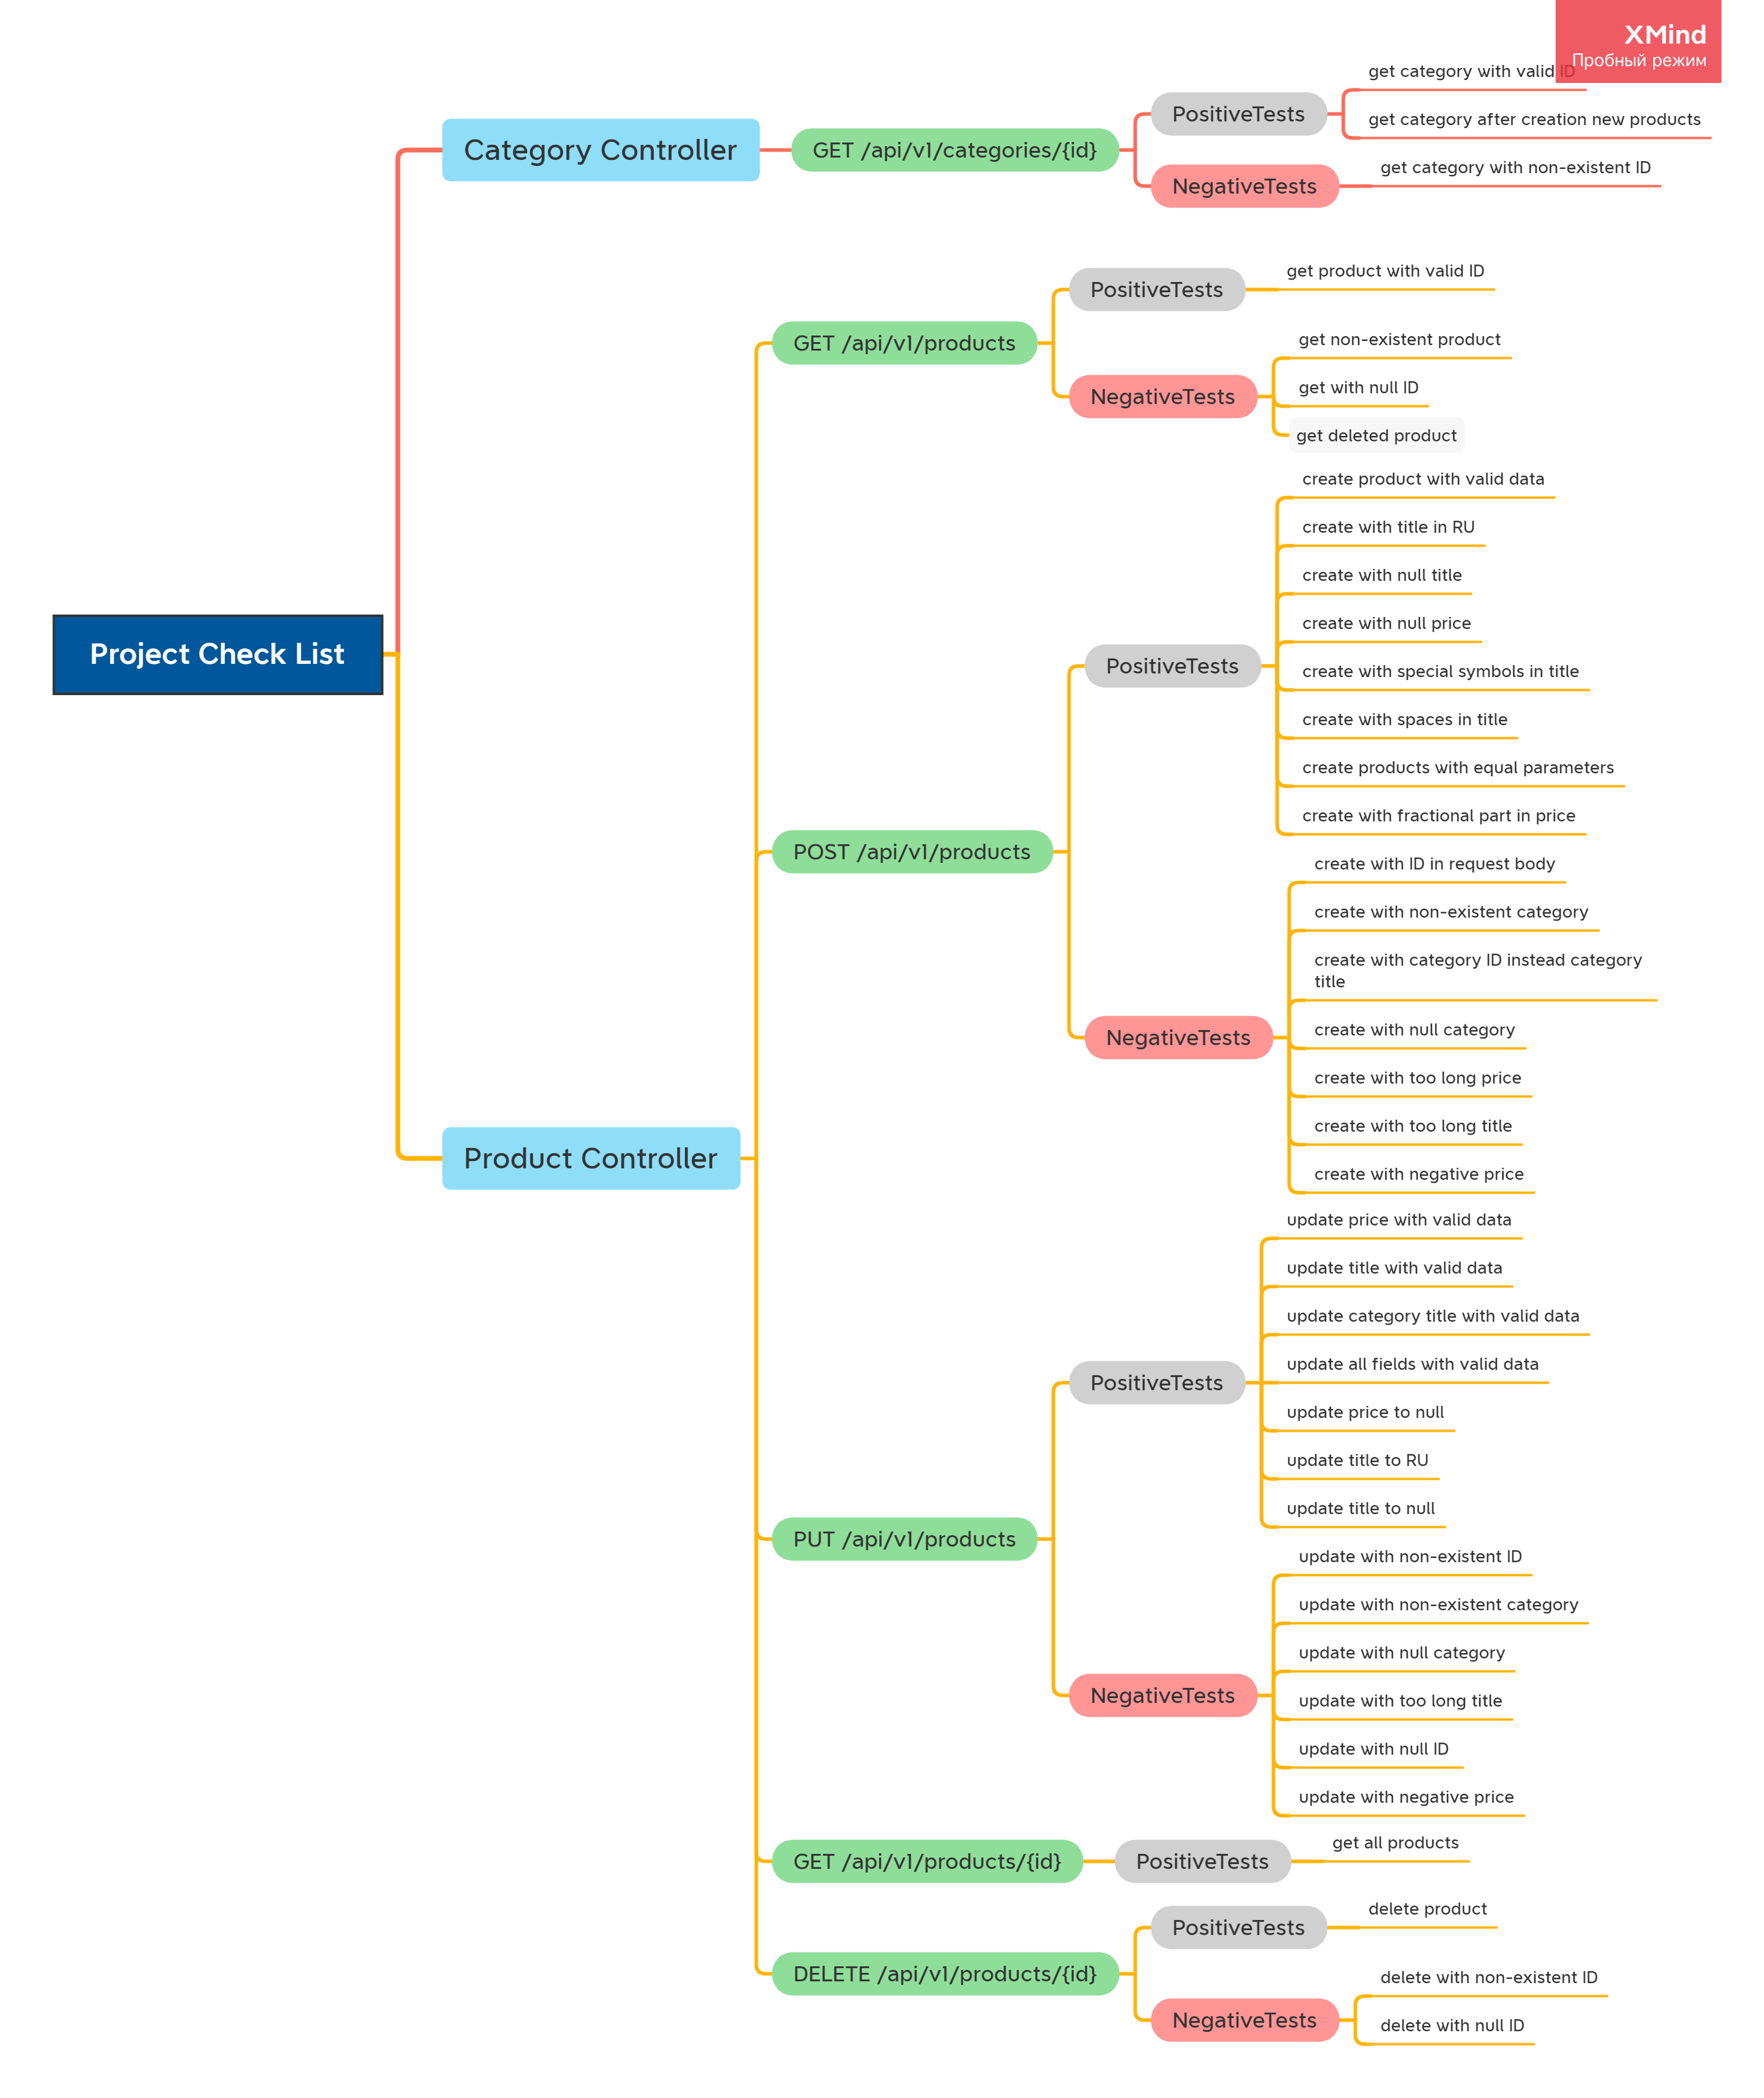 XMind
Пробный режим
Project Check List
Category Controller
GET /api/v1/categories/{id}
PositiveTests
get category with valid ID
get category after creation new products
NegativeTests
get category with non-existent ID
Product Controller
GET /api/v1/products
PositiveTests
get product with valid ID
NegativeTests
get non-existent product
get with null ID
get deleted product
POST /api/v1/products
PositiveTests
create product with valid data
create with title in RU
create with null title
create with null price
create with special symbols in title
create with spaces in title
create products with equal parameters
create with fractional part in price
NegativeTests
create with ID in request body
create with non-existent category
create with category ID instead category
title
create with null category
create with too long price
create with too long title
create with negative price
PUT /api/v1/products
PositiveTests
update price with valid data
update title with valid data
update category title with valid data
update all fields with valid data
update price to null
update title to RU
update title to null
NegativeTests
update with non-existent ID
update with non-existent category
update with null category
update with too long title
update with null ID
update with negative price
GET /api/v1/products/{id}
PositiveTests
get all products
DELETE /api/v1/products/{id}
PositiveTests
delete product
NegativeTests
delete with non-existent ID
delete with null ID